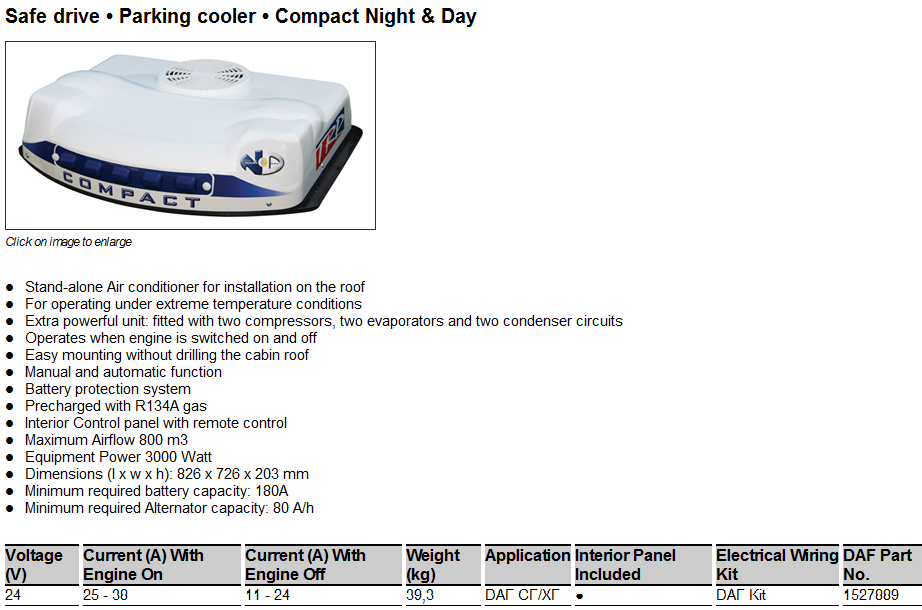 Safe drive • Parking cooler • Compact Night & Day
COMPACT
Click on image to enlarge
● Stand-alone Air conditioner for installation on the roof
● For operating under extreme temperature conditions
● Extra powerful unit: fitted with two compressors, two evaporators and two condenser circuits
● Operates when engine is switched on and off
● Easy mounting without drilling the cabin roof
● Manual and automatic function
● Battery protection system
● Precharged with R134A gas
● Interior Control panel with remote control
● Maximum Airflow 800 m3
● Equipment Power 3000 Watt
● Dimensions (l x w x h): 826 x 726 x 203 mm
● Minimum required battery capacity: 180A
● Minimum required Alternator capacity: 80 A/h
Voltage (V) Current (A) With Engine On Current (A) With Engine Off Weight (kg) Application Interior Panel Included Electrical Wiring Kit DAF Part No.
24 25 - 38 11 - 24 39,3 DAF CF/XF ● DAF Kit 1527889